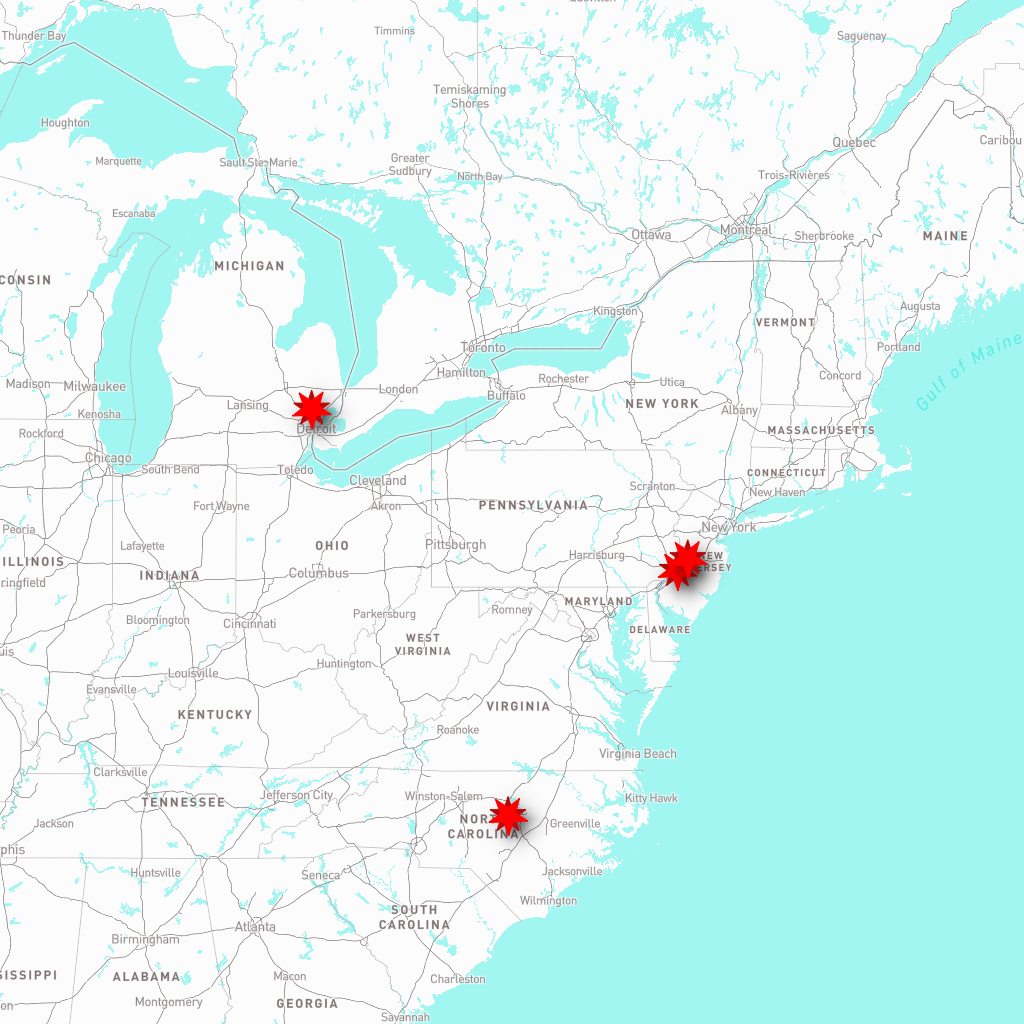 Thunder Bay
Timmins
Saguenay
Temiskaming
Shores
Houghton
Quebec
Caribou
Marquette
Sault Ste-Marie
Greater
Sudbury
North Bay
Trois-Rivières
Escanaba
Montreal
Ottawa
Sherbrooke
MAINE
MICHIGAN
CONSIN
Kingston
Augusta
VERMONT
Toronto
Portland
Gulf of Maine
Hamilton
London
Rochester
Utica
Concord
Madison
Milwaukee
Buffalo
NEW YORK
Lansing
Albany
Kenosha
Detroit
MASSACHUSETTS
Rockford
Chicago
South Bend
Toledo
Cleveland
CONNECTICUT
Scranton
New Haven
Fort Wayne
Akron
PENNSYLVANIA
New York
Peoria
Lafayette
OHIO
Pittsburgh
Harrisburg
NEW
JERSEY
ILLINOIS
INDIANA
Columbus
ringfield
MARYLAND
Romney
Parkersburg
Bloomington
Cincinnati
DELAWARE
WEST
VIRGINIA
uis
Huntington
Louisville
Evansville
VIRGINIA
KENTUCKY
Roanoke
Virginia Beach
Clarksville
Jefferson City
Winston-Salem
Kitty Hawk
TENNESSEE
NORTH
CAROLINA
Greenville
Jackson
phis
Huntsville
Seneca
Jacksonville
Wilmington
SOUTH
CAROLINA
Atlanta
Birmingham
SISSIPPI
ALABAMA
Macon
Charleston
Montgomery
GEORGIA
on
Savannah